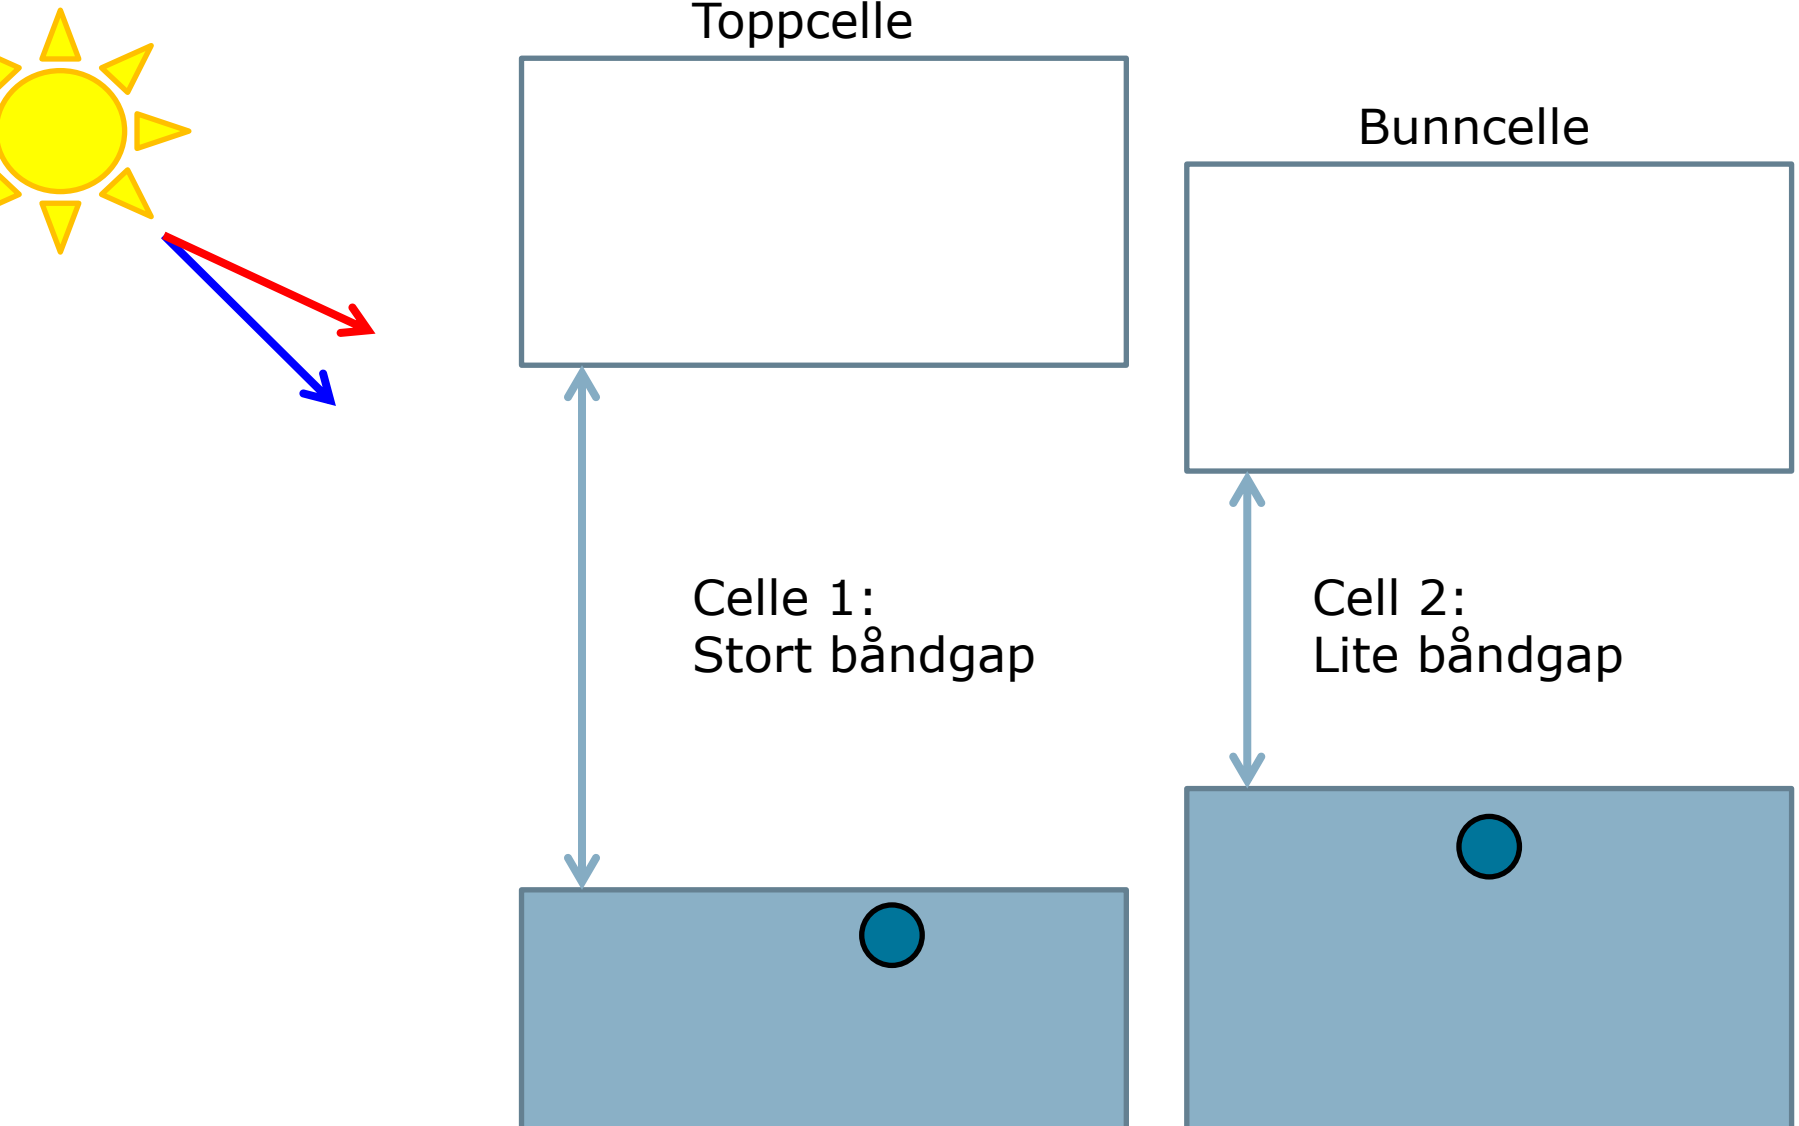 Toppcelle
Bunncelle
Celle 1:
Stort båndgap
Cell 2:
Lite båndgap